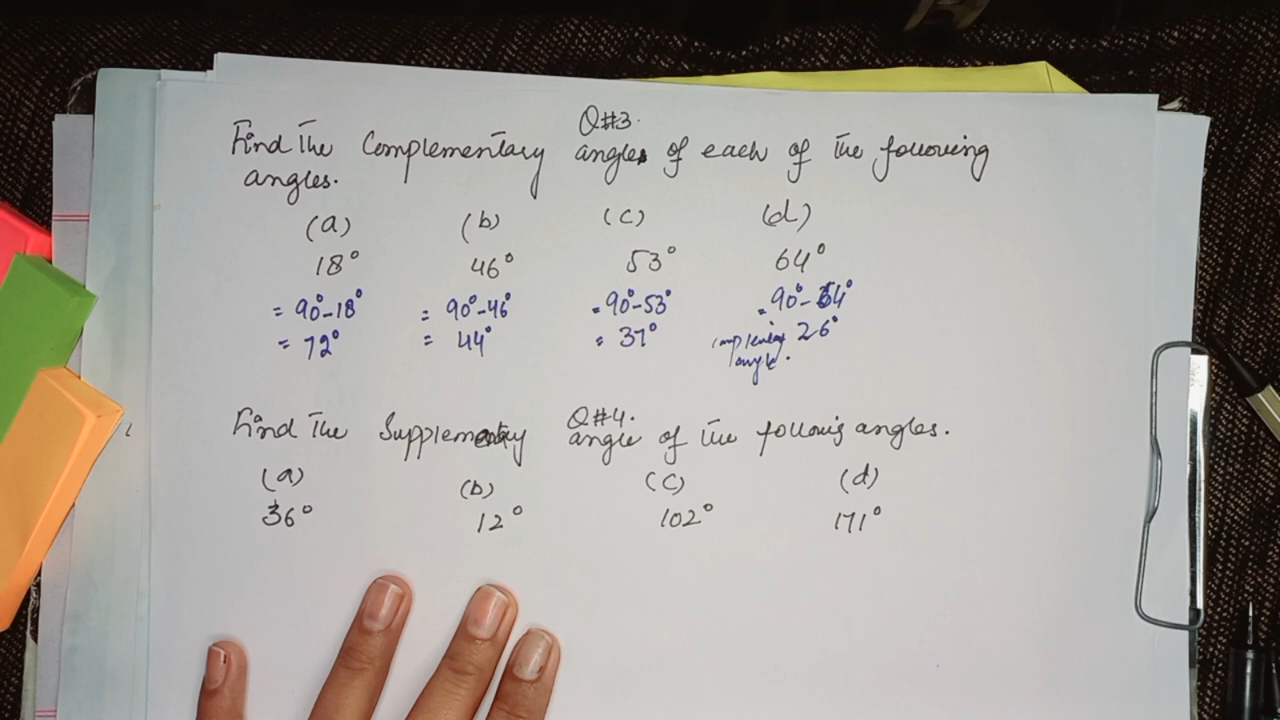 Q#3.
Find The Complementary angles of each of the following
angles.
(a) (b) (c) (d)
18° 46° 53° 64°
= 90°-18° = 90°-46° = 90°-53° = 90°-64°
= 72° = 44° = 37° 26°
angle.
Q#4.
Find The Supplementary angle of the following angles.
(a) (b) (c) (d)
36° 12° 102° 171°